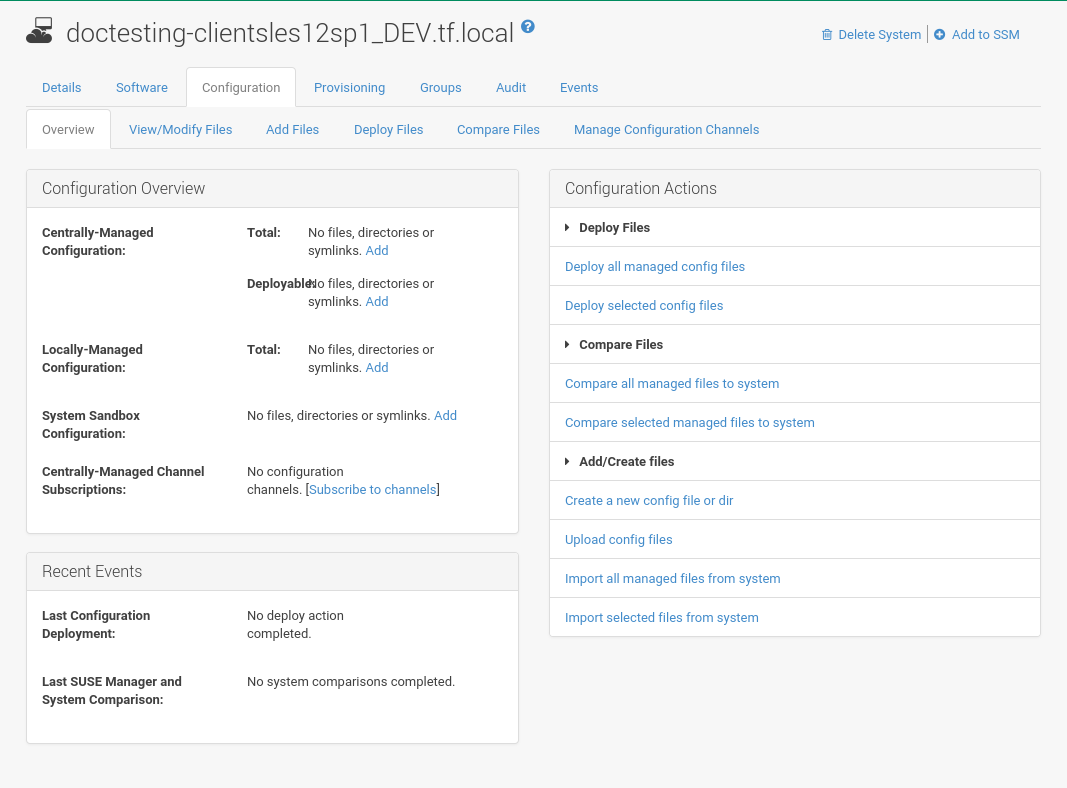 doctesting-clientsles12sp1_DEV.tf.local ?
Delete System | Add to SSM
Details Software Configuration Provisioning Groups Audit Events
Overview View/Modify Files Add Files Deploy Files Compare Files Manage Configuration Channels
Configuration Overview
Centrally-Managed Configuration:
Total: No files, directories or
symlinks. Add
Deployable: No files, directories or
symlinks. Add
Locally-Managed
Configuration:
Total: No files, directories or
symlinks. Add
System Sandbox
Configuration:
No files, directories or symlinks. Add
Centrally-Managed Channel
Subscriptions:
No configuration
channels. [Subscribe to channels]
Recent Events
Last Configuration
Deployment:
No deploy action
completed.
Last SUSE Manager and
System Comparison:
No system comparisons completed.
Configuration Actions
Deploy Files
Deploy all managed config files
Deploy selected config files
Compare Files
Compare all managed files to system
Compare selected managed files to system
Add/Create files
Create a new config file or dir
Upload config files
Import all managed files from system
Import selected files from system